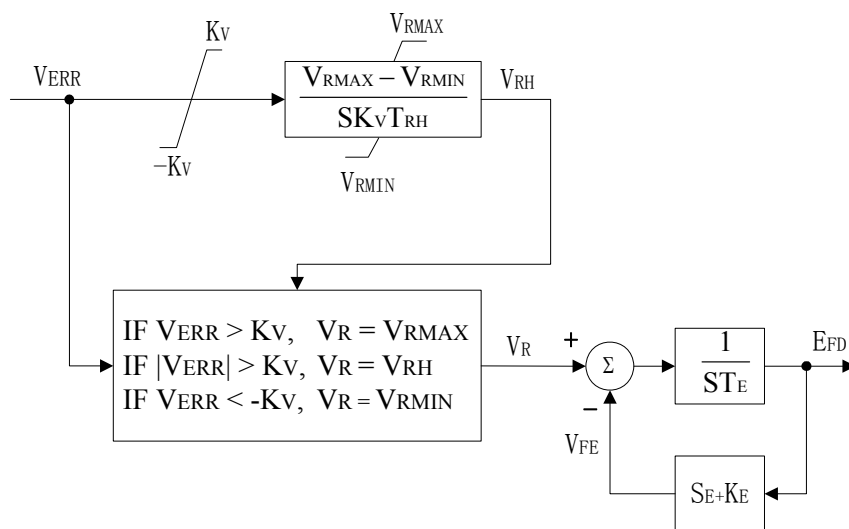 KV
VRMAX
VERR
VRMAX – VRMIN
SKVTRH
VRH
–KV
VRMIN
IF VERR > KV, VR = VRMAX
IF |VERR| > KV, VR = VRH
IF VERR < -KV, VR = VRMIN
VR
+
Σ
–
1
STE
EFD
VFE
SE+KE